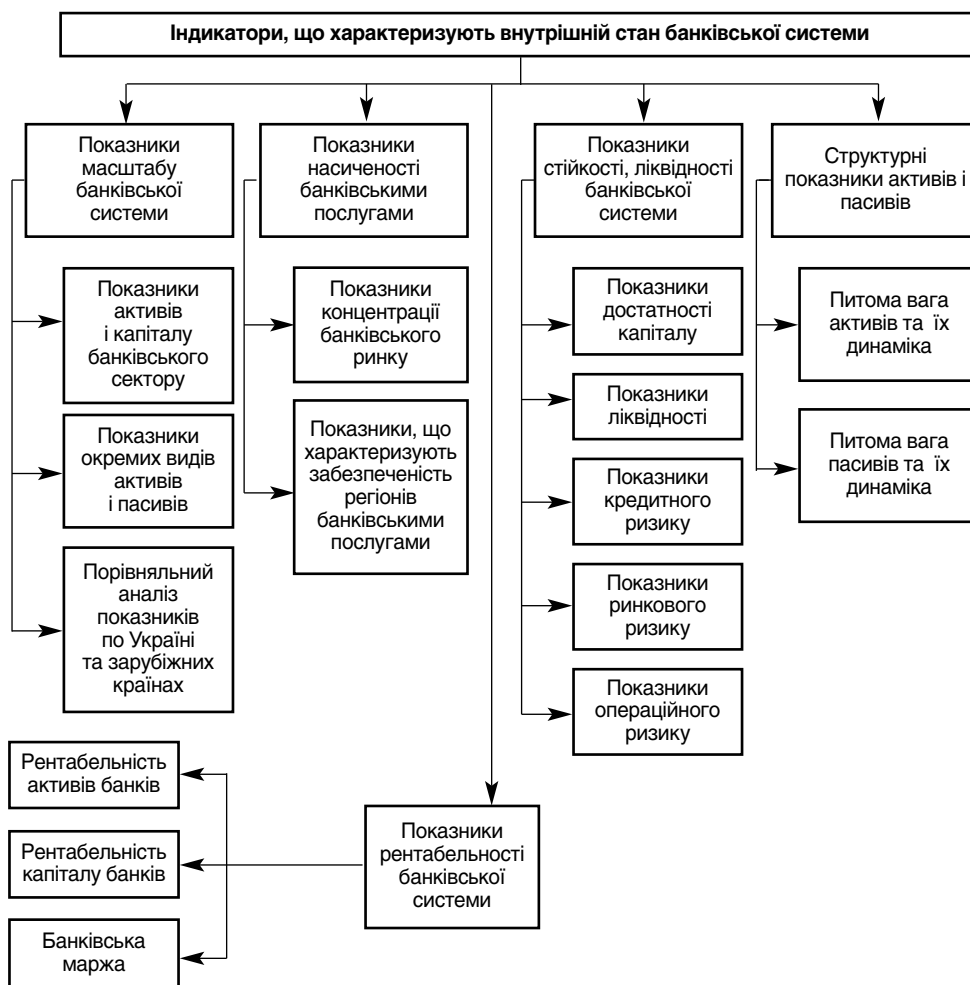 Індикатори, що характеризують внутрішній стан банківської системи
Показники
масштабу
банківської
системи
Показники
насиченості
банківськими
послугами
Показники
стійкості, ліквідності
банківської
системи
Структурні
показники активів і
пасивів
Показники
активів
і капіталу
банківського
сектору
Показники
окремих видів
активів
і пасивів
Порівняльний
аналіз
показників
по Україні
та зарубіжних
країнах
Показники
концентрації
банківського
ринку
Показники, що
характеризують
забезпеченість
регіонів
банківськими
послугами
Показники
достатності
капіталу
Показники
ліквідності
Показники
кредитного
ризику
Показники
ринкового
ризику
Показники
операційного
ризику
Питома вага
активів та їх
динаміка
Питома вага
пасивів та їх
динаміка
Показники
рентабельності
банківської
системи
Рентабельність
активів банків
Рентабельність
капіталу банків
Банківська
маржа